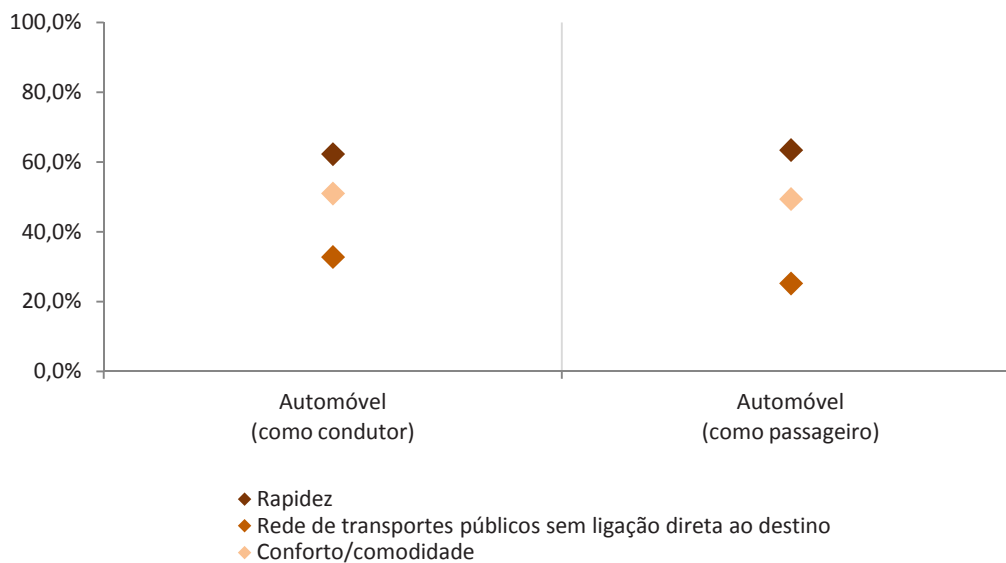 100,0%
80,0%
60,0%
40,0%
20,0%
0,0%
Automóvel
(como condutor)
Automóvel
(como passageiro)
Rapidez
Rede de transportes públicos sem ligação direta ao destino
Conforto/comodidade